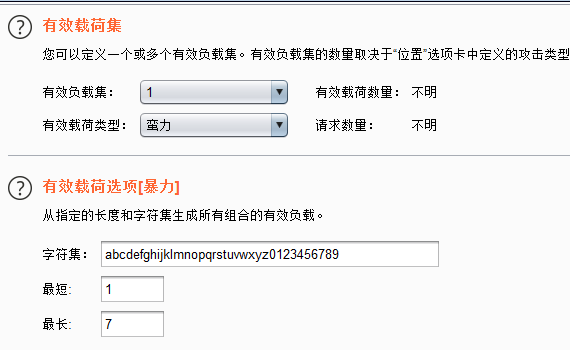 有效载荷集
您可以定义一个或多个有效负载集。有效负载集的数量取决于“位置”选项卡中定义的攻击类型
有效负载集： 1 有效载荷数量： 不明
有效载荷类型： 蛮力 请求数量： 不明
有效载荷选项[暴力]
从指定的长度和字符集生成所有组合的有效负载。
字符集： abcdefghijklmnopqrstuvwxyz0123456789
最短: 1
最长: 7